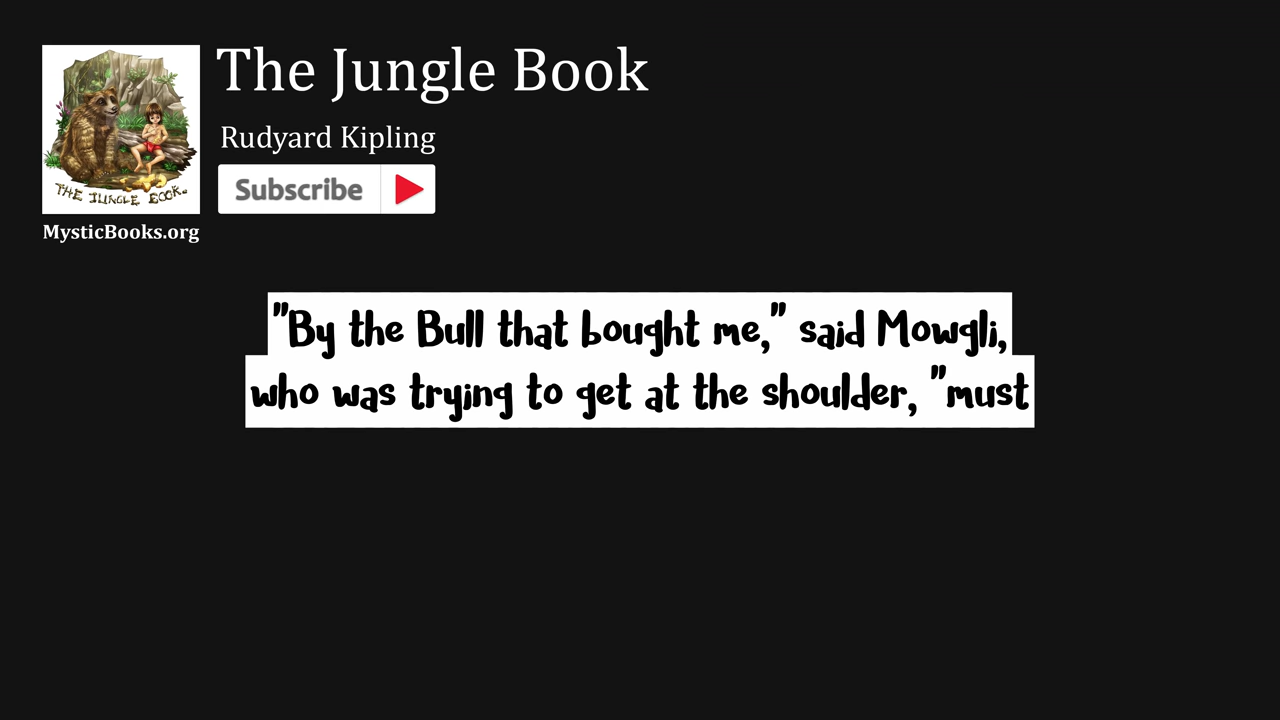 The Jungle Book
Rudyard Kipling
Subscribe
THE JUNGLE BOOK.
MysticBooks.org
"By the Bull that bought me," said Mowgli,
who was trying to get at the shoulder, "must